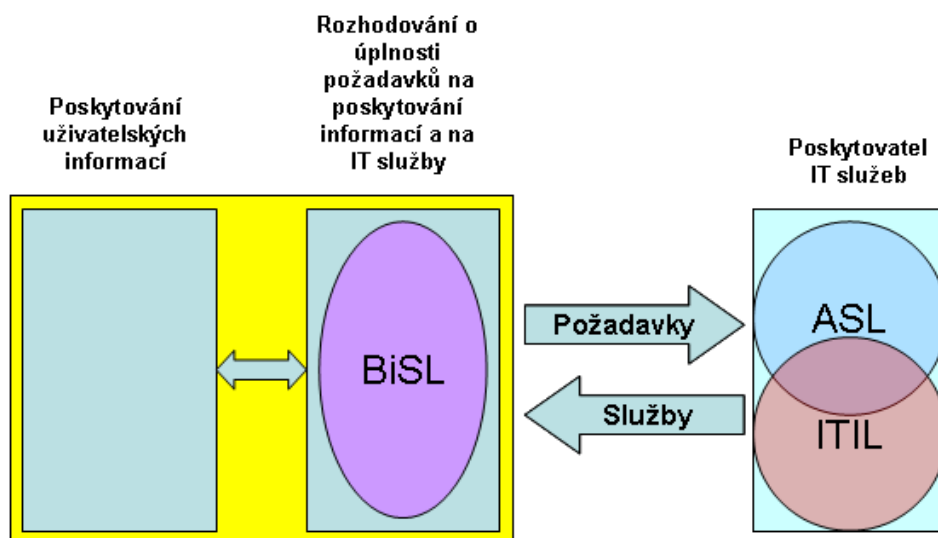 Poskytování
uživatelských
informací
Rozhodování o
úplnosti
požadavků na
poskytování
informací a na
IT služby
Poskytovatel
IT služeb
BiSL
Požadavky
Služby
ASL
ITIL